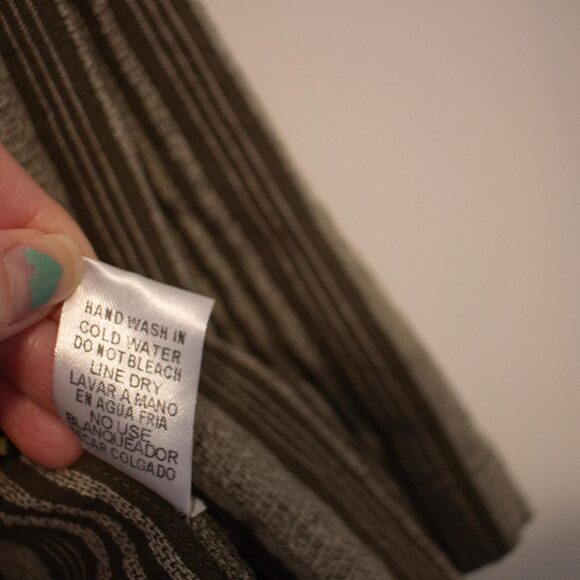 HAND WASH IN
COLD WATER
DO NOT BLEACH
LINE DRY
LAVAR A MANO
EN AGUA FRIA
NO USE
BLANQUEADOR
COLGADO